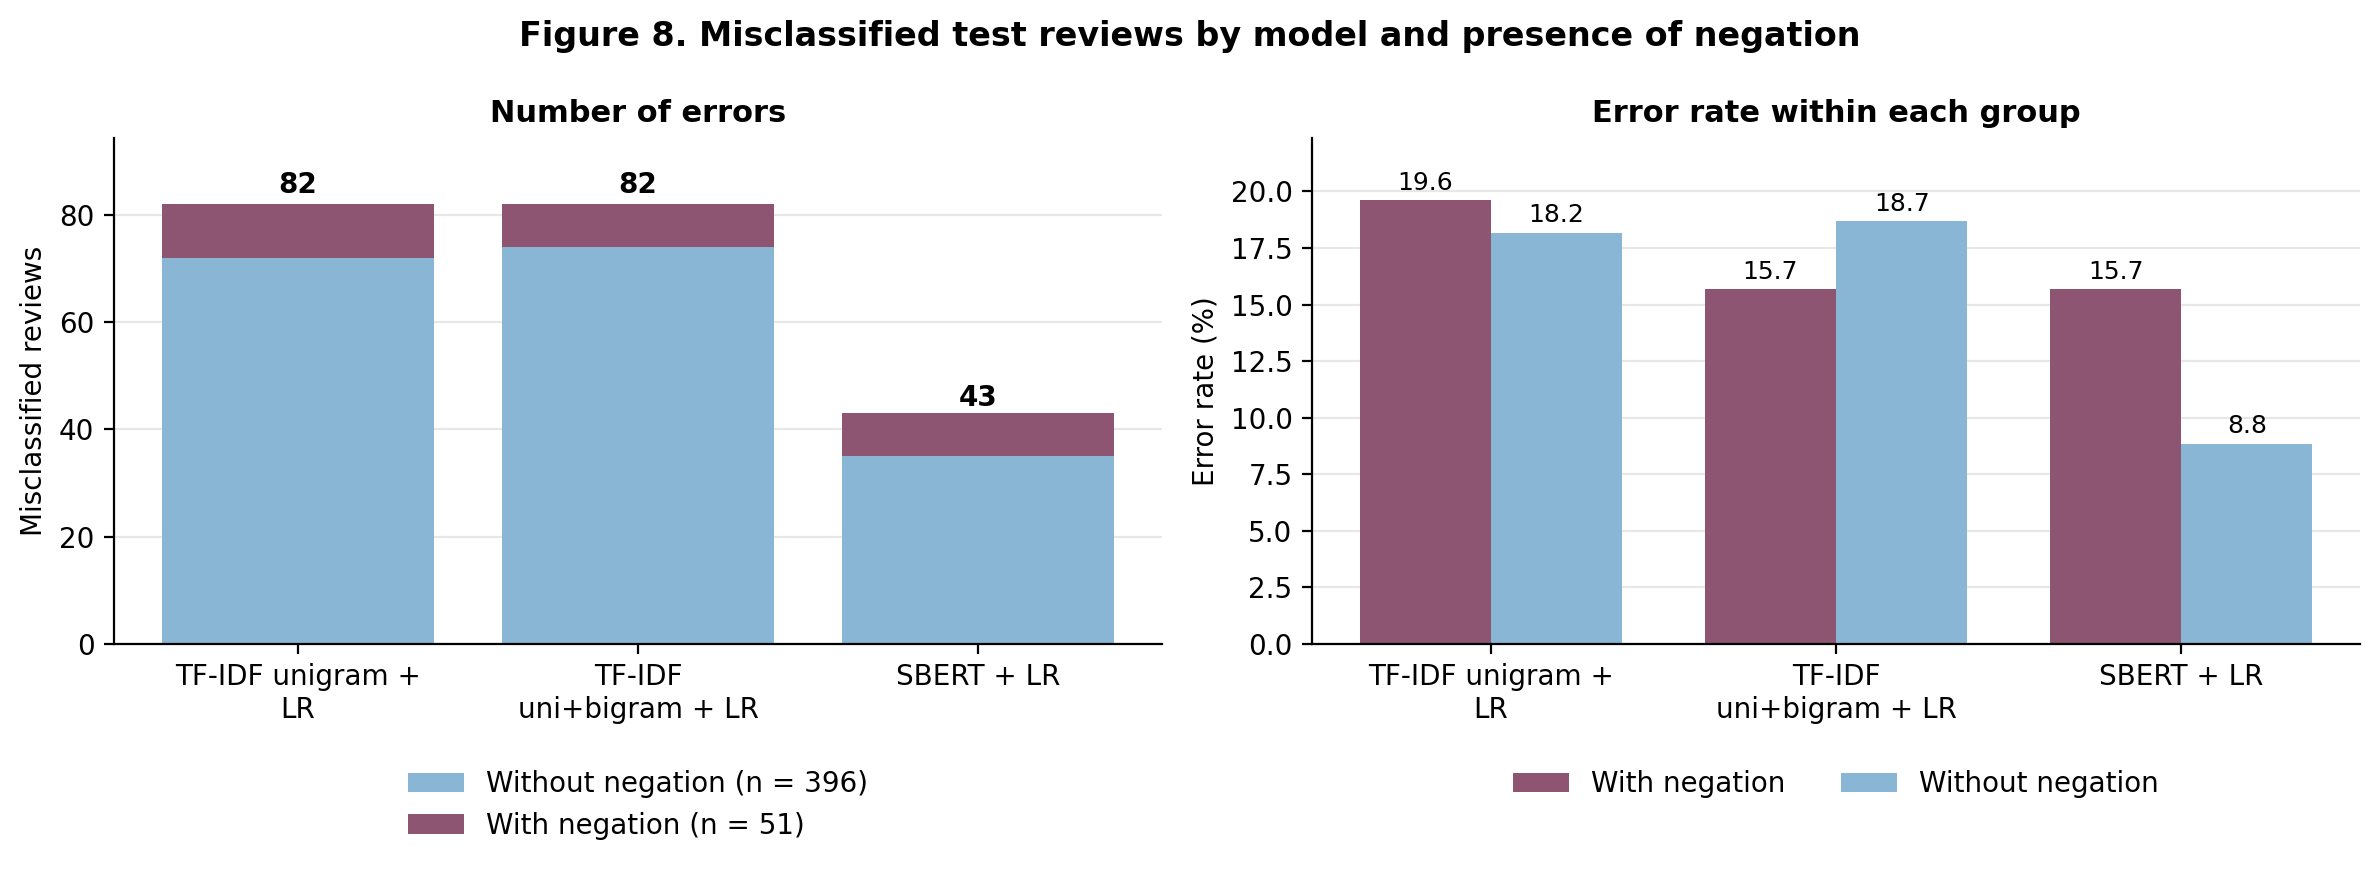 Figure 8. Misclassified test reviews by model and presence of negation
Number of errors
Misclassified reviews
80
60
40
20
0
82
82
43
TF-IDF unigram +
LR
TF-IDF
uni+bigram + LR
SBERT + LR
Without negation (n = 396)
With negation (n = 51)
Error rate within each group
Error rate (%)
20.0
17.5
15.0
12.5
10.0
7.5
5.0
2.5
0.0
19.6
18.2
15.7
18.7
15.7
8.8
TF-IDF unigram +
LR
TF-IDF
uni+bigram + LR
SBERT + LR
With negation
Without negation